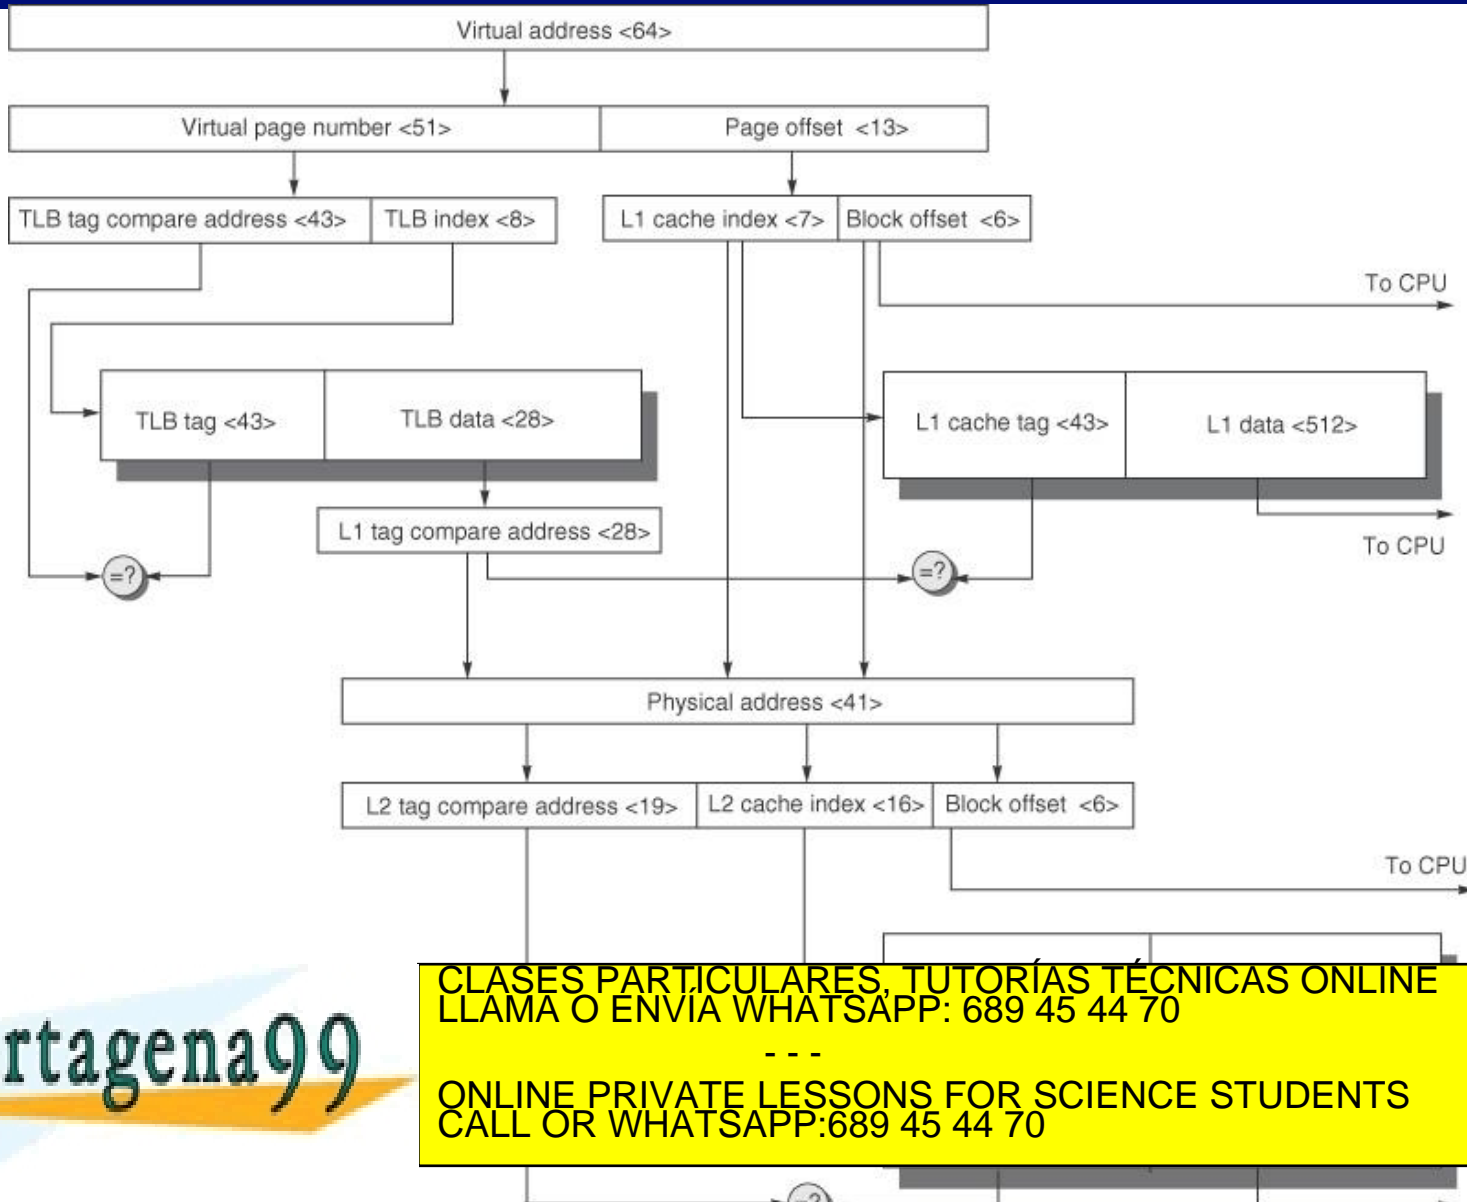 Virtual address <64>
Virtual page number <51>
Page offset <13>
TLB tag compare address <43>
TLB index <8>
L1 cache index <7>
Block offset <6>
To CPU
TLB tag <43>
TLB data <28>
L1 cache tag <43>
L1 data <512>
L1 tag compare address <28>
To CPU
=?
=?
Physical address <41>
L2 tag compare address <19>
L2 cache index <16>
Block offset <6>
To CPU
CLASES PARTICULARES, TUTORÍAS TÉCNICAS ONLINE
LLAMA O ENVÍA WHATSAPP: 689 45 44 70
- - -
ONLINE PRIVATE LESSONS FOR SCIENCE STUDENTS
CALL OR WHATSAPP:689 45 44 70
rtagena99
=?